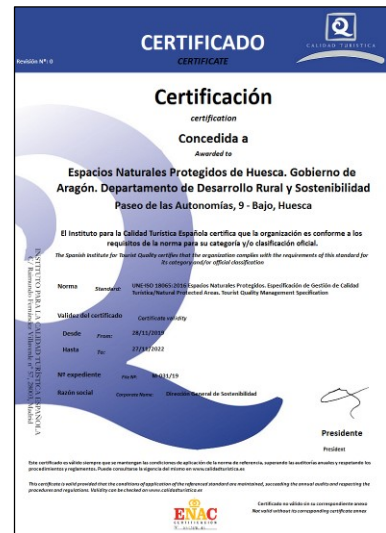 CALIDAD TURISTICA
CERTIFICADO
CERTIFICATE
Revisión Nº: 0
Certificación
certification
Concedida a
Awarded to
Espacios Naturales Protegidos de Huesca. Gobierno de
Aragón. Departamento de Desarrollo Rural y Sostenibilidad
Paseo de las Autonomías, 9 - Bajo, Huesca
El Instituto para la Calidad Turística Española certifica que la organización es conforme a los
requisitos de la norma para su categoría y/o clasificación oficial.
The Spanish Institute for Tourist Quality certifies that the organization complies with the requirements of this standard for
its category and/or official classification
Norma Standard: UNE-ISO 18065:2016 Espacios Naturales Protegidos. Especificación de Gestión de Calidad
Turística/Natural Protected Areas. Tourist Quality Management Specification
Validez del certificado Certificate validity
Desde From: 28/11/2019
Hasta To: 27/11/2022
Nº expediente File Nº: 031/19
Razón social Corporate Name: Dirección General de Sostenibilidad
INSTITUTO PARA LA CALIDAD TURÍSTICA ESPAÑOLA
C/ Raimundo Fernández Villaverde nº 57, 28003, Madrid
Presidente
President
Este certificado es válido siempre que se mantengan las condiciones de aplicación de la norma de referencia, superando las auditorías anuales y respetando los
procedimientos y reglamentos. Puede consultarse la vigencia del mismo en www.calidadturistica.es
This certificate is valid provided that the conditions of application of the referenced standard are maintained, succeeding the annual audits and respecting the
procedures and regulations. Validity can be checked on www.calidadturistica.es
ENAC
CERTIFICACIÓN
Certificado no válido sin su correspondiente anexo
Not valid without its corresponding certificate annex